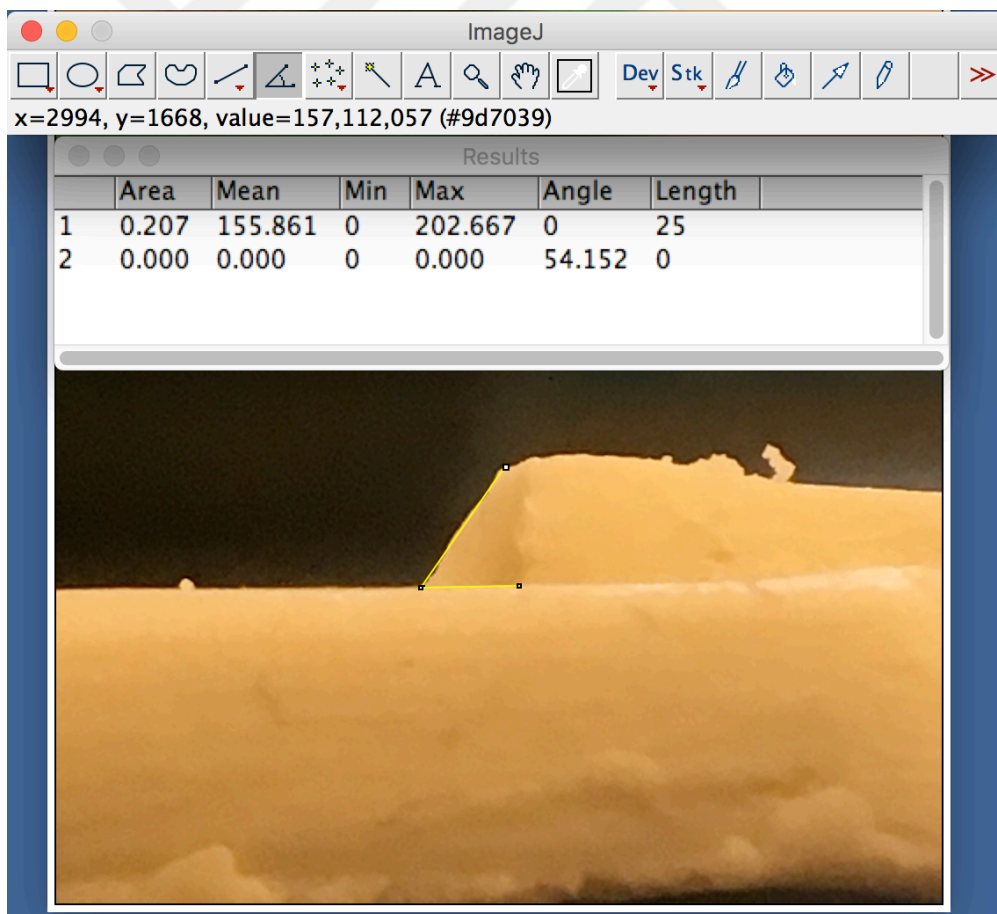 ImageJ
A Dev Stk >>
x=2994, y=1668, value=157,112,057 (#9d7039)
Results
Area Mean Min Max Angle Length
1 0.207 155.861 0 202.667 0 25
2 0.000 0.000 0 0.000 54.152 0